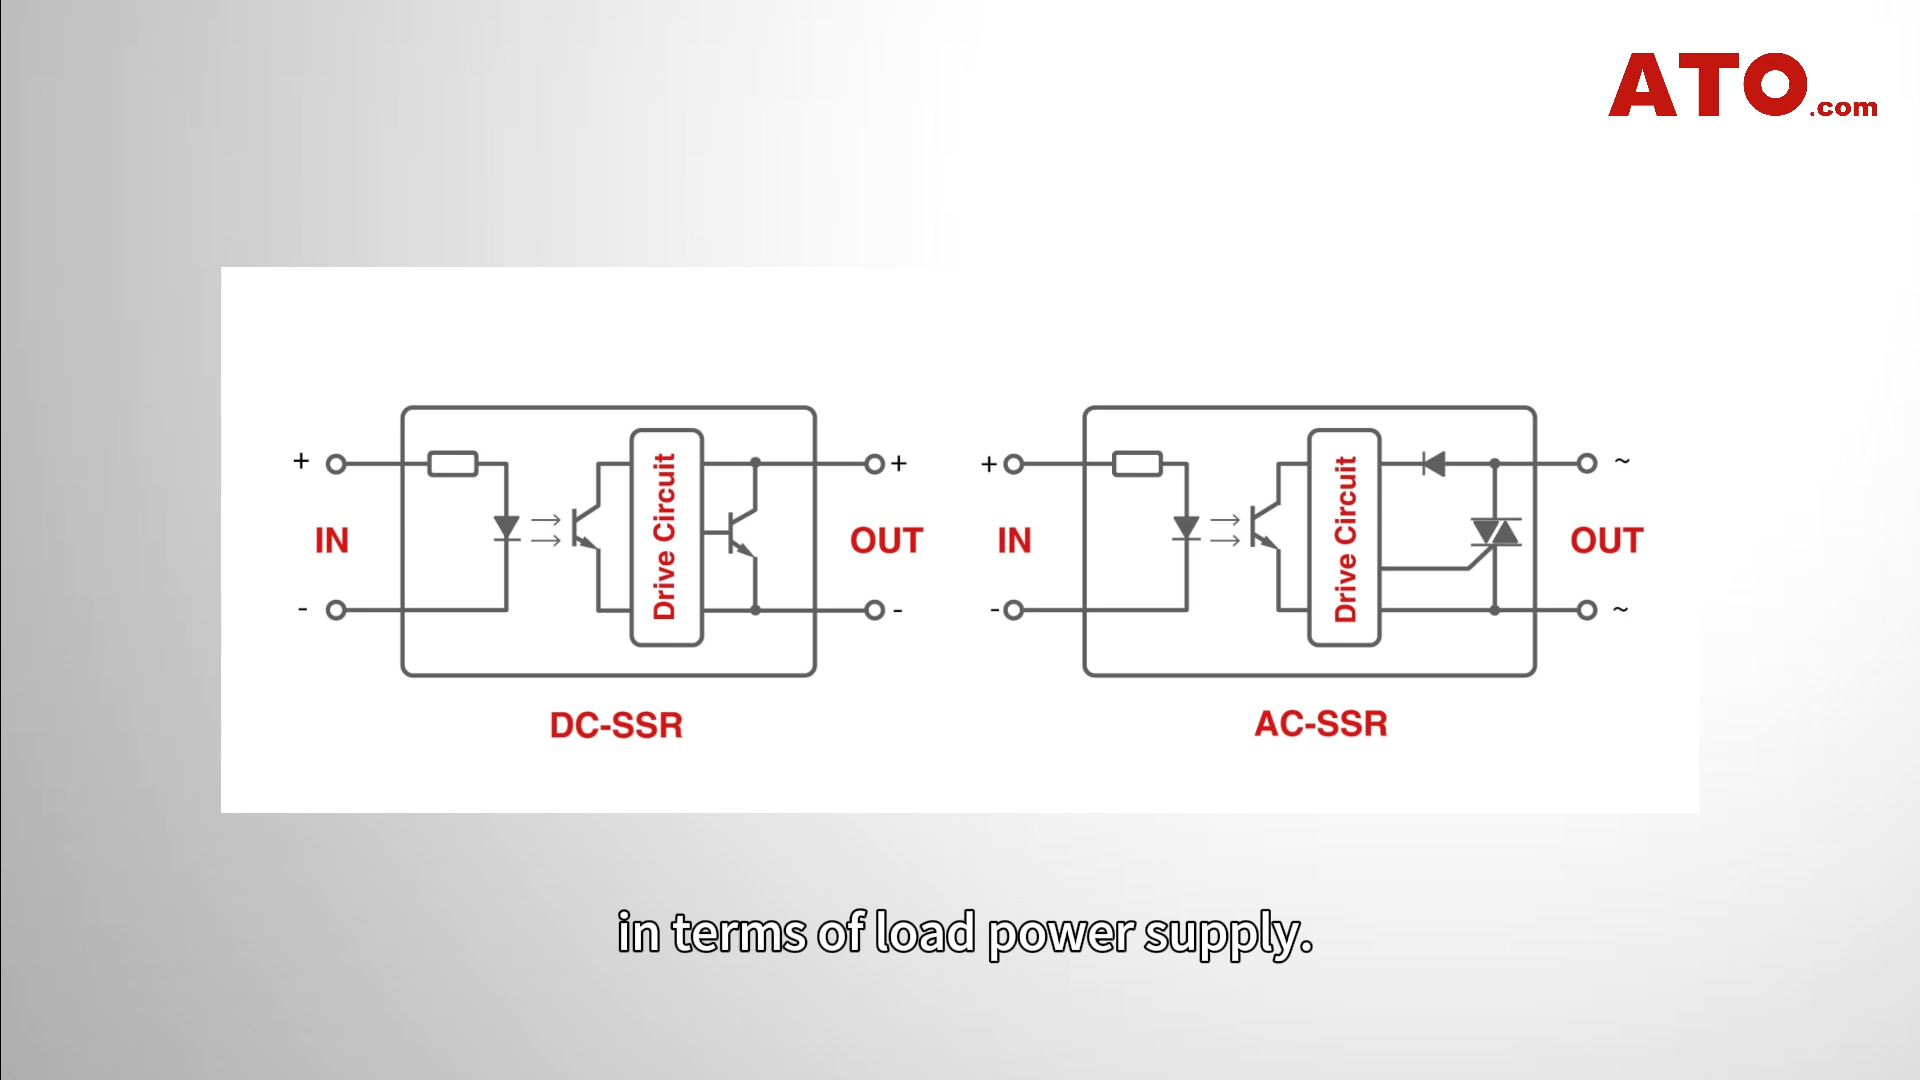 ATO.com
+ + + ~
IN Drive Circuit OUT IN Drive Circuit OUT
- - - ~
DC-SSR AC-SSR
in terms of load power supply.